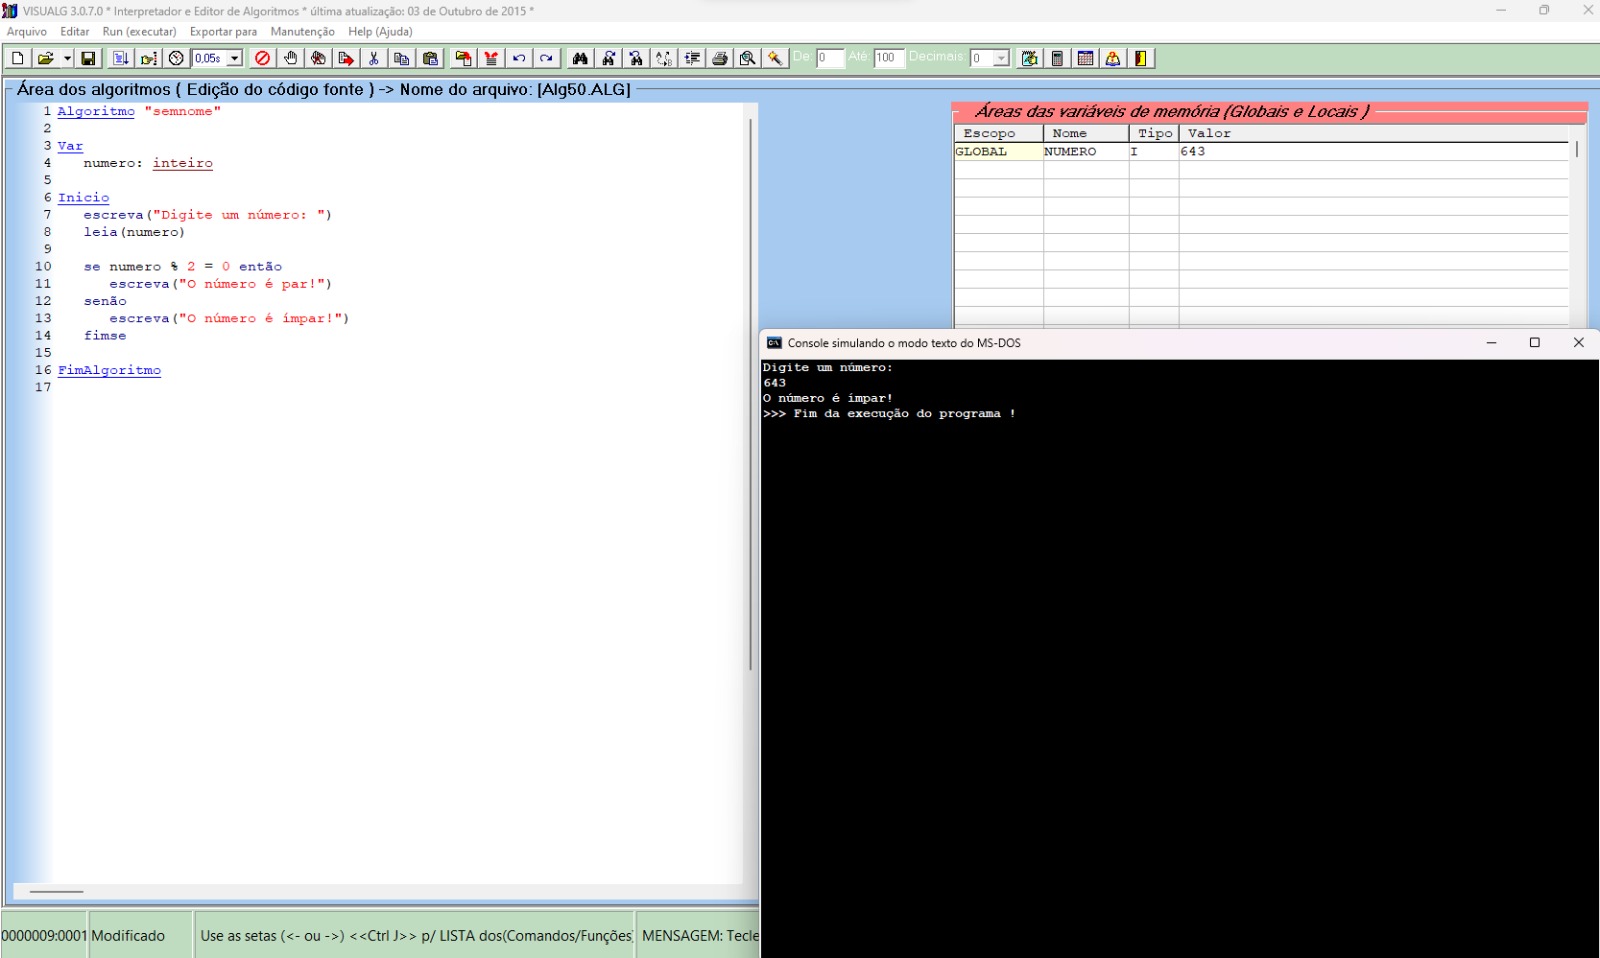 VISUALG 3.0.7.0 * Interpretador e Editor de Algoritmos * última atualização: 03 de Outubro de 2015 *
Arquivo Editar Run (executar) Exportar para Manutenção Help (Ajuda)
0,05s De: 0 Até: 100 Decimais: 0
Área dos algoritmos ( Edição do código fonte ) -> Nome do arquivo: [Alg50.ALG]
1 Algoritmo "semnome"
2
3 Var
4 numero: inteiro
5
6 Inicio
7 escreva("Digite um número: ")
8 leia(numero)
9
10 se numero % 2 = 0 então
11 escreva("O número é par!")
12 senão
13 escreva("O número é ímpar!")
14 fimse
15
16 FimAlgoritmo
17
Áreas das variáveis de memória (Globais e Locais )
Escopo Nome Tipo Valor
GLOBAL NUMERO I 643
Console simulando o modo texto do MS-DOS
Digite um número:
643
O número é ímpar!
>>> Fim da execução do programa !
0000009:0001 Modificado Use as setas (<- ou ->) <<Ctrl J>> p/ LISTA dos(Comandos/Funções) MENSAGEM: Tecle